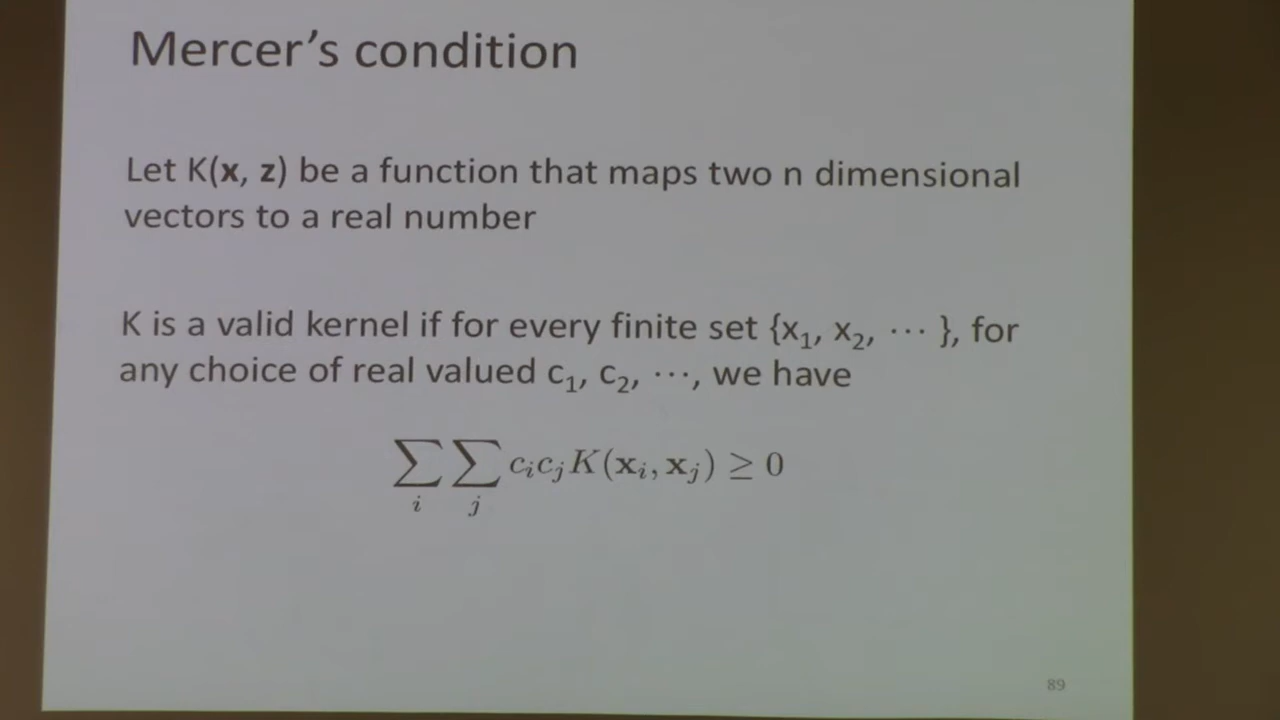 Mercer's condition
Let K(x, z) be a function that maps two n dimensional
vectors to a real number
K is a valid kernel if for every finite set {x₁, x₂, ⋯ }, for
any choice of real valued c₁, c₂, ⋯, we have
∑ᵢ ∑ⱼ cᵢcⱼK(xᵢ, xⱼ) ≥ 0
89